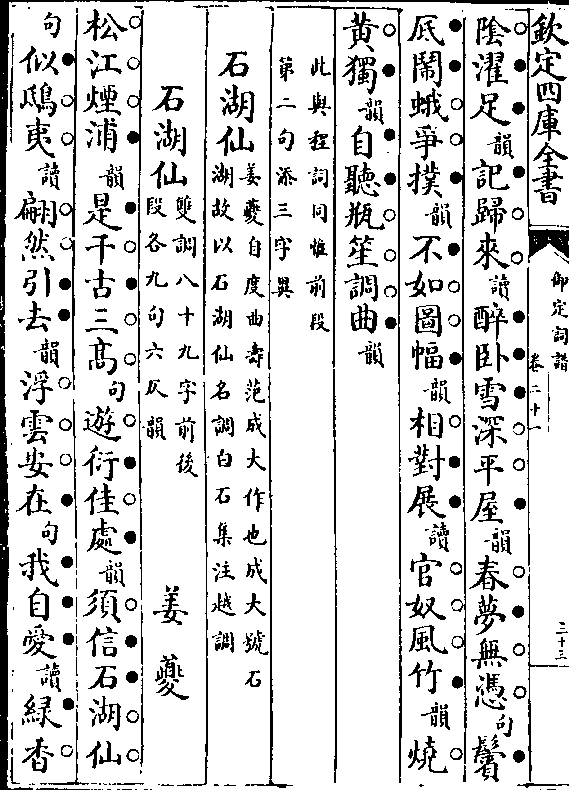 欽定四庫全書
御定詞譜
卷二十一
三十三
陰濯足韻記歸來讀醉臥雪深平屋韻春夢無憑句鬢
底鬧蛾爭撲韻不如圖幅韻相對展讀官奴風竹韻燒
黃獨韻自聽瓶笙調曲韻
此與程詞同惟前段
第二句添三字異
石湖仙姜夔自度曲壽范成大作也成大號石
湖故以石湖仙名調白石集注越調
石湖仙雙調八十九字前後
段各九句六仄韻
姜夔
松江煙浦韻是千古三高句遊衍佳處韻須信石湖仙
句似鴟夷讀翩然引去韻浮雲安在句我自愛讀綠香